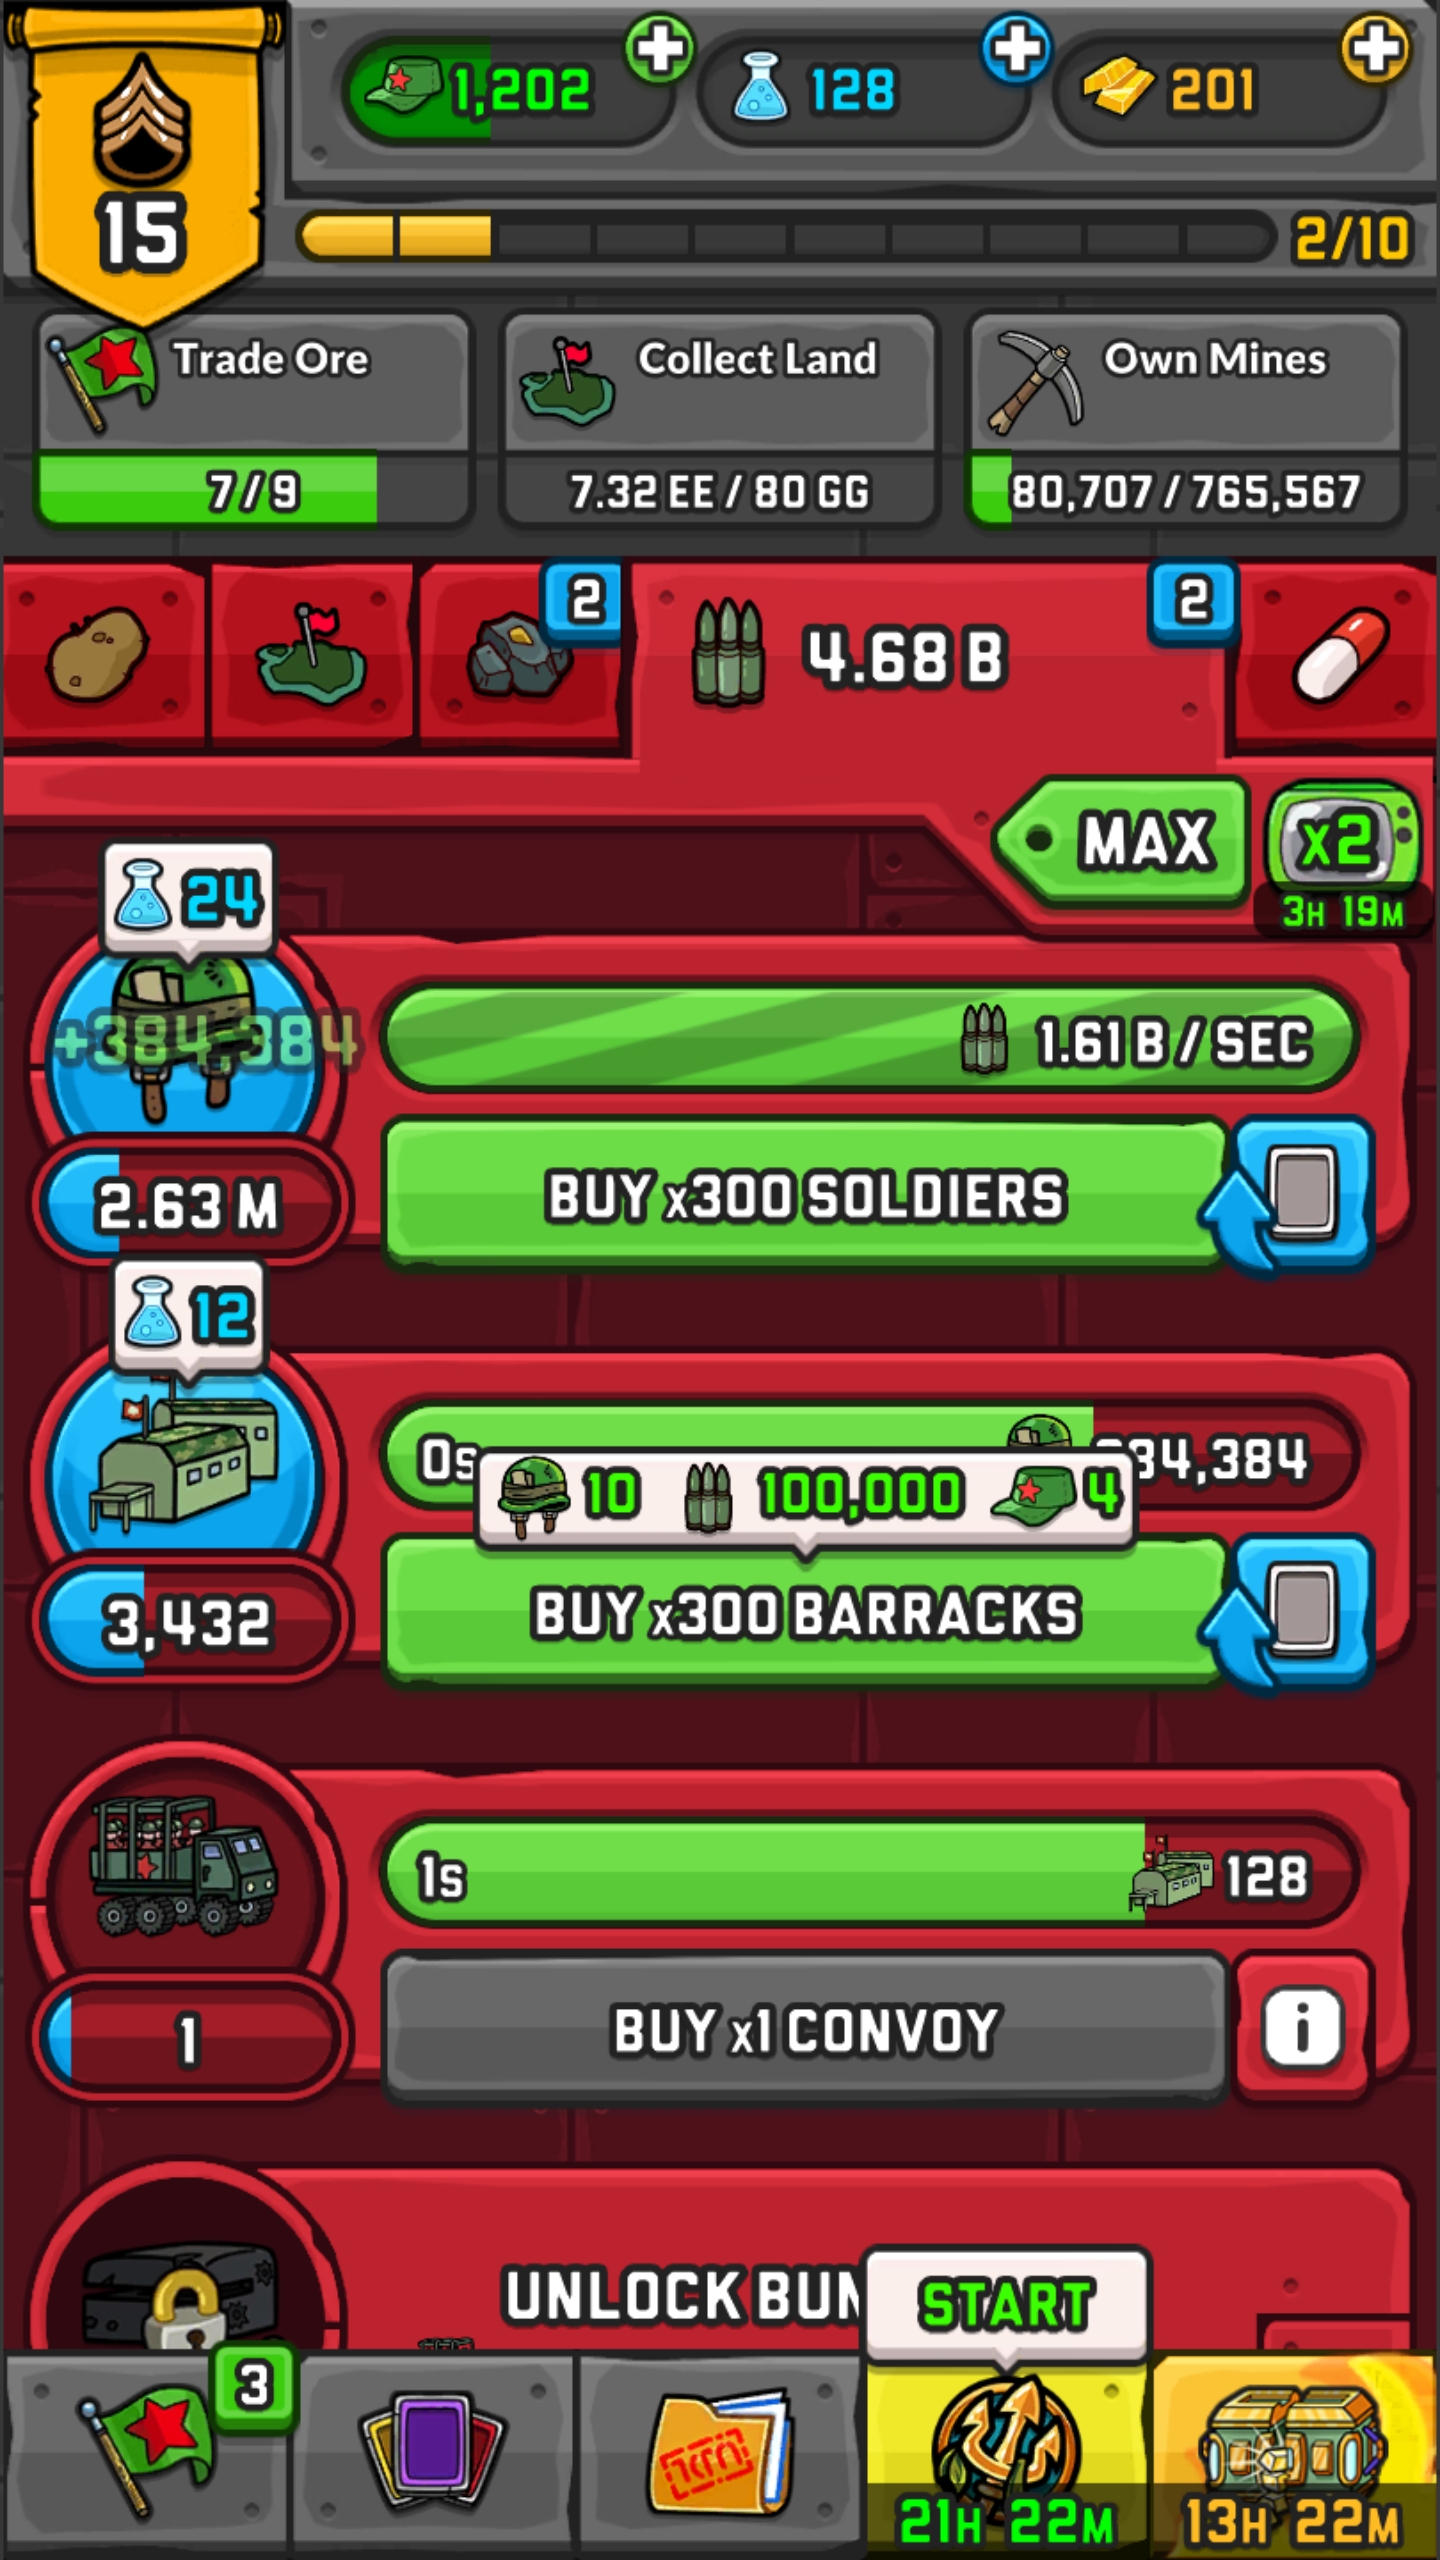 1,202
128
201
15
2/10
Trade Ore
Collect Land
Own Mines
7/9
7.32 EE / 80 GG
80,707 / 765,567
2
4.68 B
2
MAX
x2
3H 19M
24
+384,384
1.61 B / SEC
BUY x300 SOLDIERS
2.63 M
12
0s
84,384
10
100,000
4
BUY x300 BARRACKS
3,432
1s
128
BUY x1 CONVOY
i
1
UNLOCK BUN
START
3
21H 22M
13H 22M